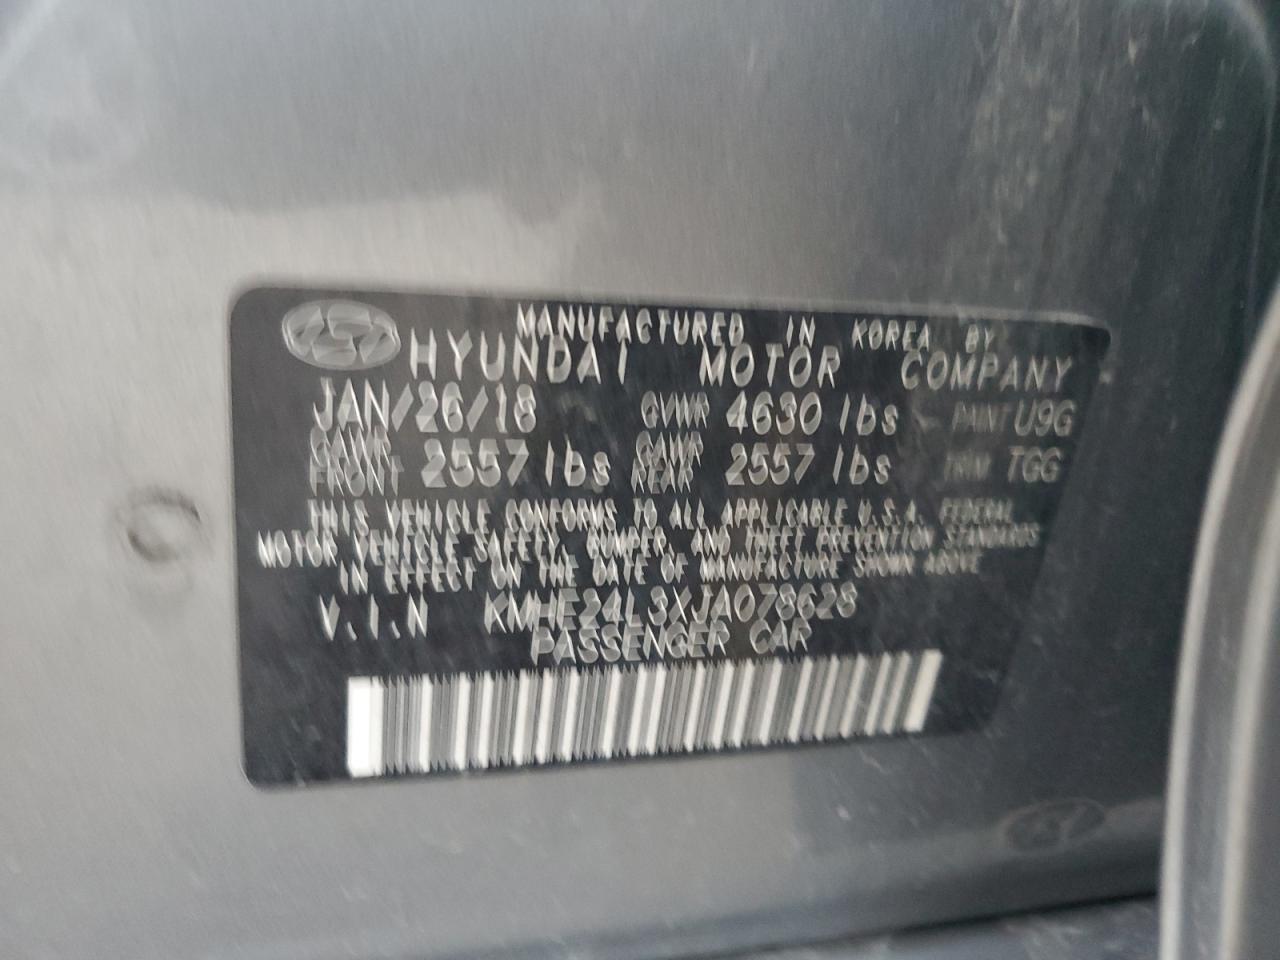 MANUFACTURED IN KOREA BY
HYUNDAI MOTOR COMPANY
JAN/26/18 GVWR 4630 lbs PAINT U9G
GAWR FRONT 2557 lbs GAWR REAR 2557 lbs TRIM TGG
THIS VEHICLE CONFORMS TO ALL APPLICABLE U.S.A. FEDERAL
MOTOR VEHICLE SAFETY, BUMPER, AND THEFT PREVENTION STANDARDS
IN EFFECT ON THE DATE OF MANUFACTURE SHOWN ABOVE
V.I.N KMHE24L3XJA078628
PASSENGER CAR